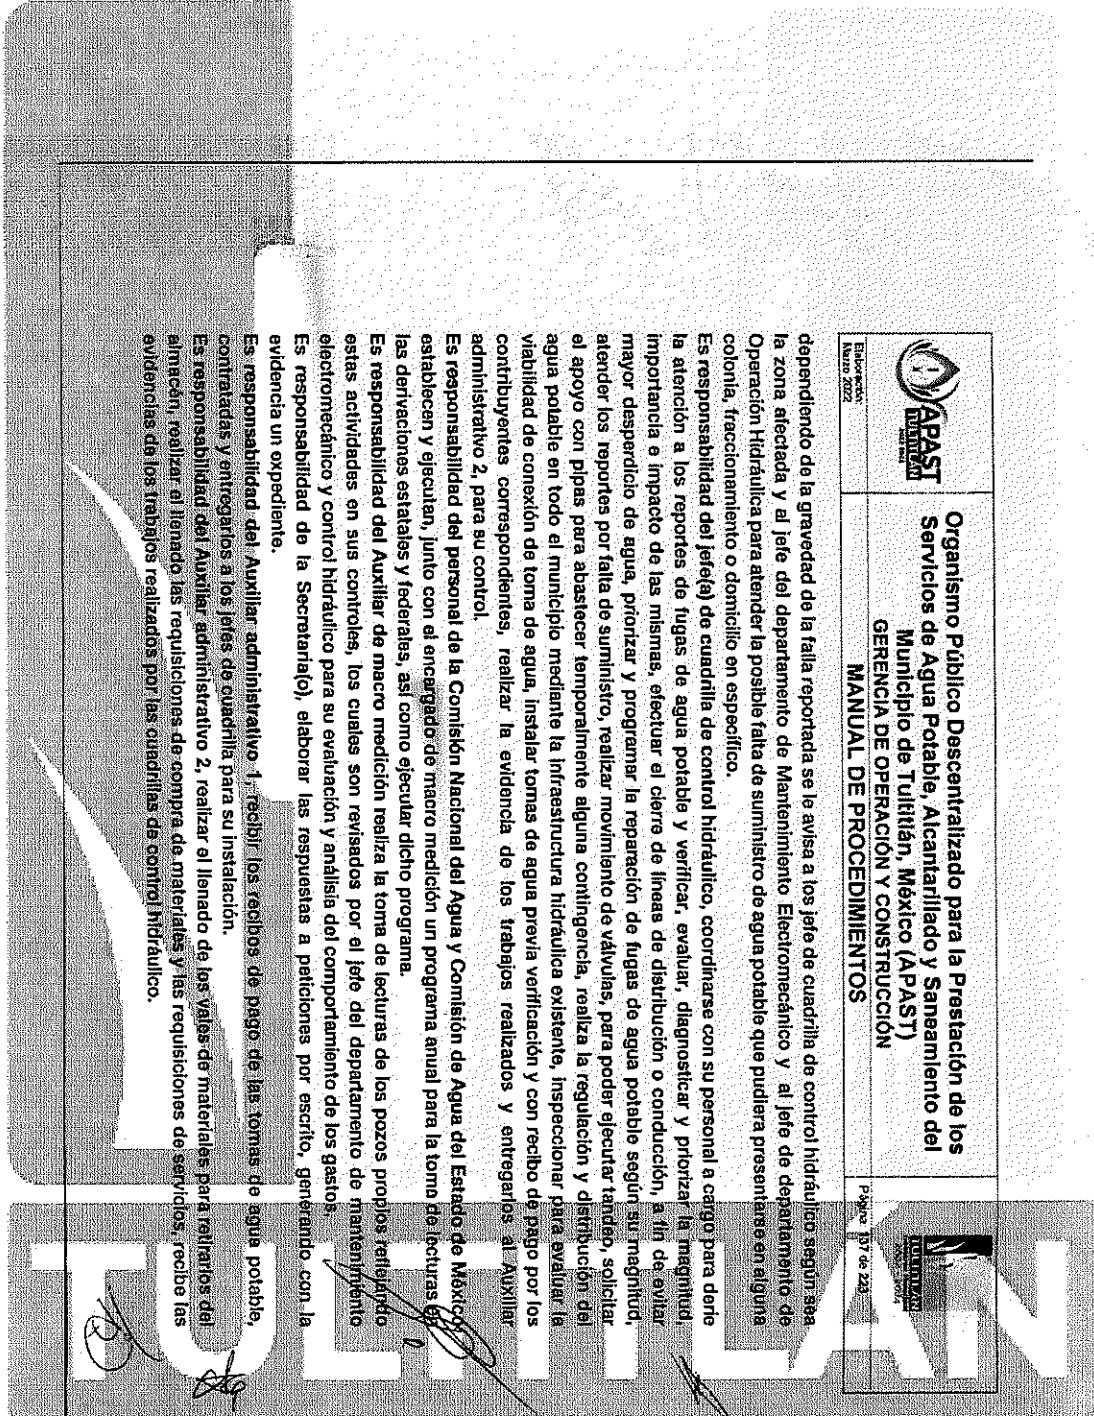 APAST
TULTITLÁN
Organismo Público Descentralizado para la Prestación de los
Servicios de Agua Potable, Alcantarillado y Saneamiento del
Municipio de Tultitlán, México (APAST)
GERENCIA DE OPERACIÓN Y CONSTRUCCIÓN
MANUAL DE PROCEDIMIENTOS
Elaboración
Marzo 2022
TULTITLÁN
Página 137 de 233
dependiendo de la gravedad de la falla reportada se le avisa a los jefe de cuadrilla de control hidráulico según sea
la zona afectada y al jefe del departamento de Mantenimiento Electromecánico y al jefe de departamento de
Operación Hidráulica para atender la posible falta de suministro de agua potable que pudiera presentarse en alguna
colonia, fraccionamiento o domicilio en específico.
Es responsabilidad del jefe(a) de cuadrilla de control hidráulico, coordinarse con su personal a cargo para darle
la atención a los reportes de fugas de agua potable y verificar, evaluar, diagnosticar y priorizar la magnitud,
importancia e impacto de las mismas, efectuar el cierre de líneas de distribución o conducción, a fin de evitar
mayor desperdicio de agua, priorizar y programar la reparación de fugas de agua potable según su magnitud,
atender los reportes por falta de suministro, realizar movimiento de válvulas, para poder ejecutar tandeo, solicitar
el apoyo con pipas para abastecer temporalmente alguna contingencia, realiza la regulación y distribución del
agua potable en todo el municipio mediante la infraestructura hidráulica existente, inspeccionar para evaluar la
viabilidad de conexión de toma de agua, instalar tomas de agua previa verificación y con recibo de pago por los
contribuyentes correspondientes, realizar la evidencia de los trabajos realizados y entregarlos al Auxiliar
administrativo 2, para su control.
Es responsabilidad del personal de la Comisión Nacional del Agua y Comisión de Agua del Estado de México,
establecen y ejecutan, junto con el encargado de macro medición un programa anual para la toma de lecturas en
las derivaciones estatales y federales, así como ejecutar dicho programa.
Es responsabilidad del Auxiliar de macro medición realiza la toma de lecturas de los pozos propios reflejando
estas actividades en sus controles, los cuales son revisados por el jefe del departamento de mantenimiento
electromecánico y control hidráulico para su evaluación y análisis del comportamiento de los gastos.
Es responsabilidad de la Secretaria(o), elaborar las respuestas a peticiones por escrito, generando con la
evidencia un expediente.
Es responsabilidad del Auxiliar administrativo 1, recibir los recibos de pago de las tomas de agua potable,
contratadas y entregarlos a los jefes de cuadrilla para su instalación.
Es responsabilidad del Auxiliar administrativo 2, realizar el llenado de los vales de materiales para retirarlos del
almacén, realizar el llenado las requisiciones de compra de materiales y las requisiciones de servicios, recibe las
evidencias de los trabajos realizados por las cuadrillas de control hidráulico.
TULTITLÁN